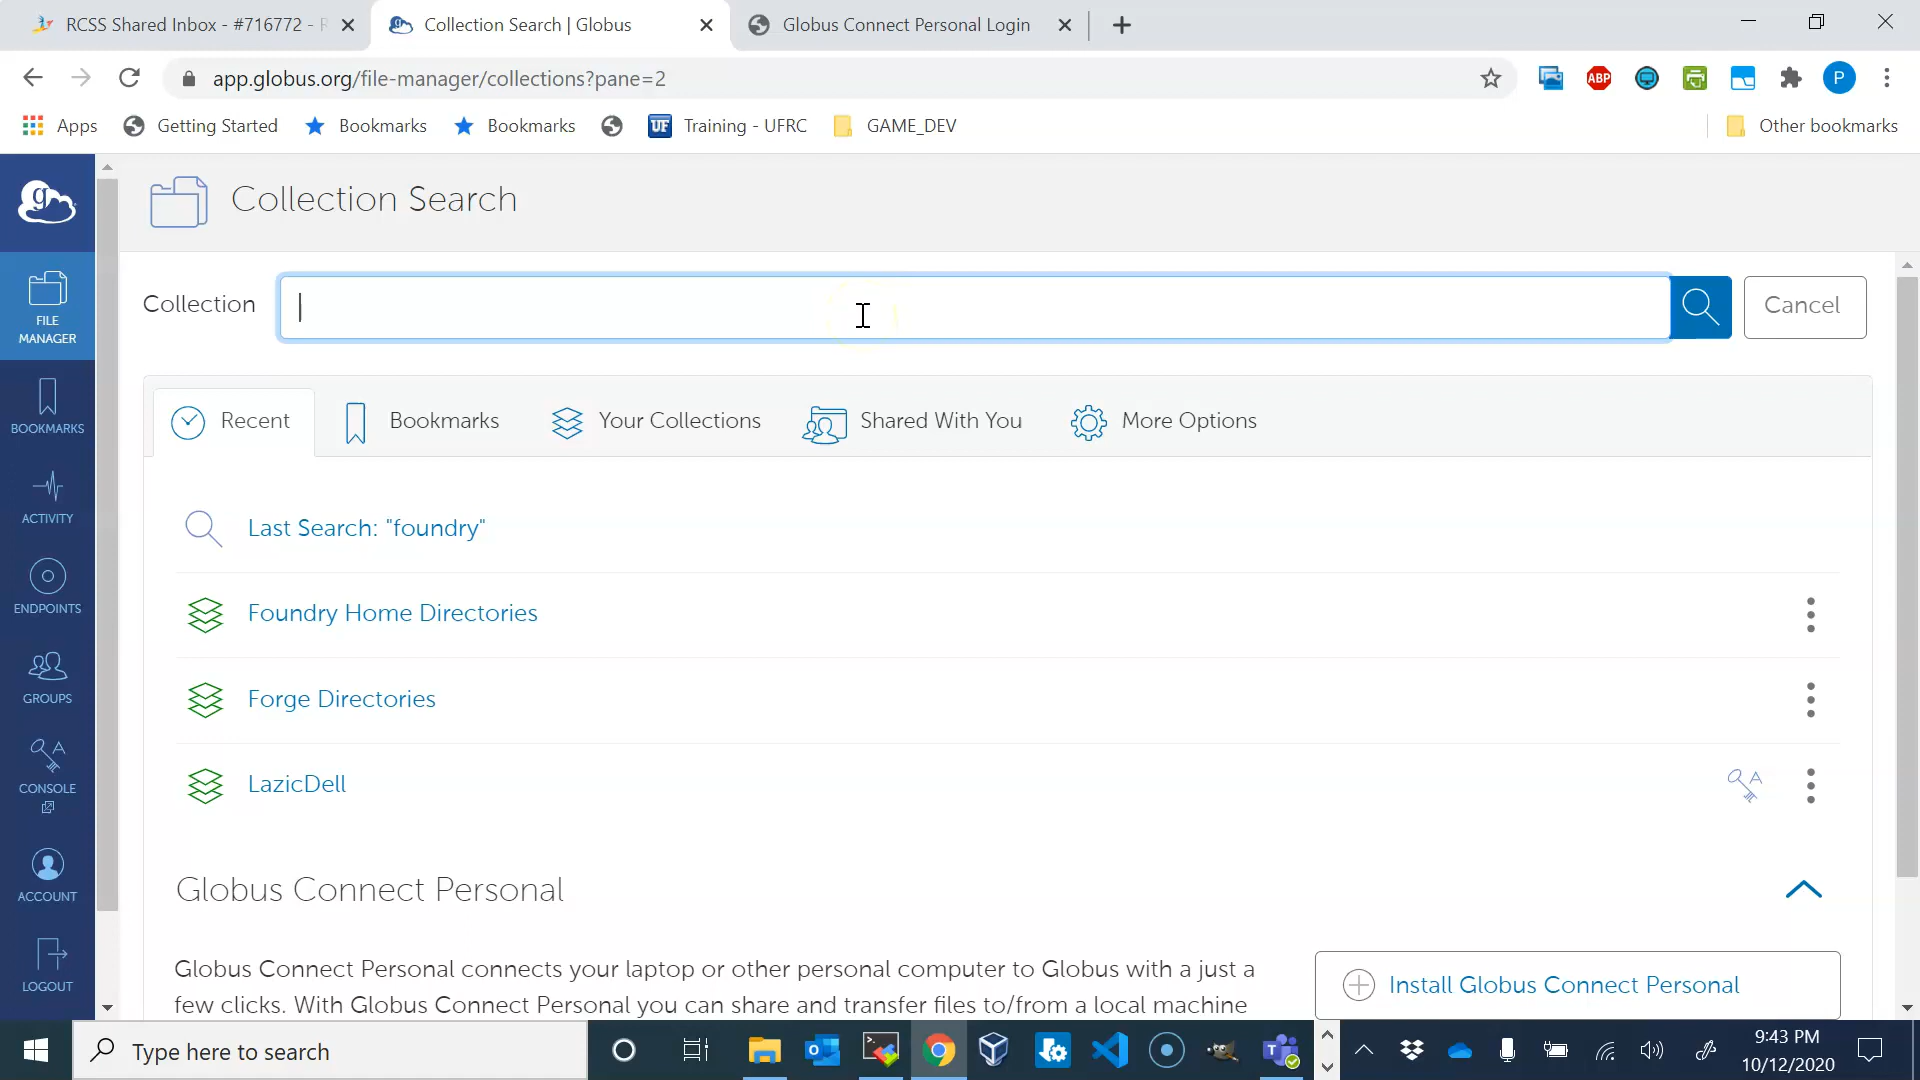 RCSS Shared Inbox - #716772 - R
Collection Search | Globus
Globus Connect Personal Login
app.globus.org/file-manager/collections?pane=2
ABP
P
Apps
Getting Started
Bookmarks
Bookmarks
UF
Training - UFRC
GAME_DEV
Other bookmarks
g
Collection Search
FILE
MANAGER
Collection
Cancel
BOOKMARKS
Recent
Bookmarks
Your Collections
Shared With You
More Options
ACTIVITY
Last Search: "foundry"
ENDPOINTS
Foundry Home Directories
GROUPS
Forge Directories
CONSOLE
LazicDell
ACCOUNT
Globus Connect Personal
LOGOUT
Globus Connect Personal connects your laptop or other personal computer to Globus with a just a
few clicks. With Globus Connect Personal you can share and transfer files to/from a local machine
Install Globus Connect Personal
Type here to search
9:43 PM
10/12/2020